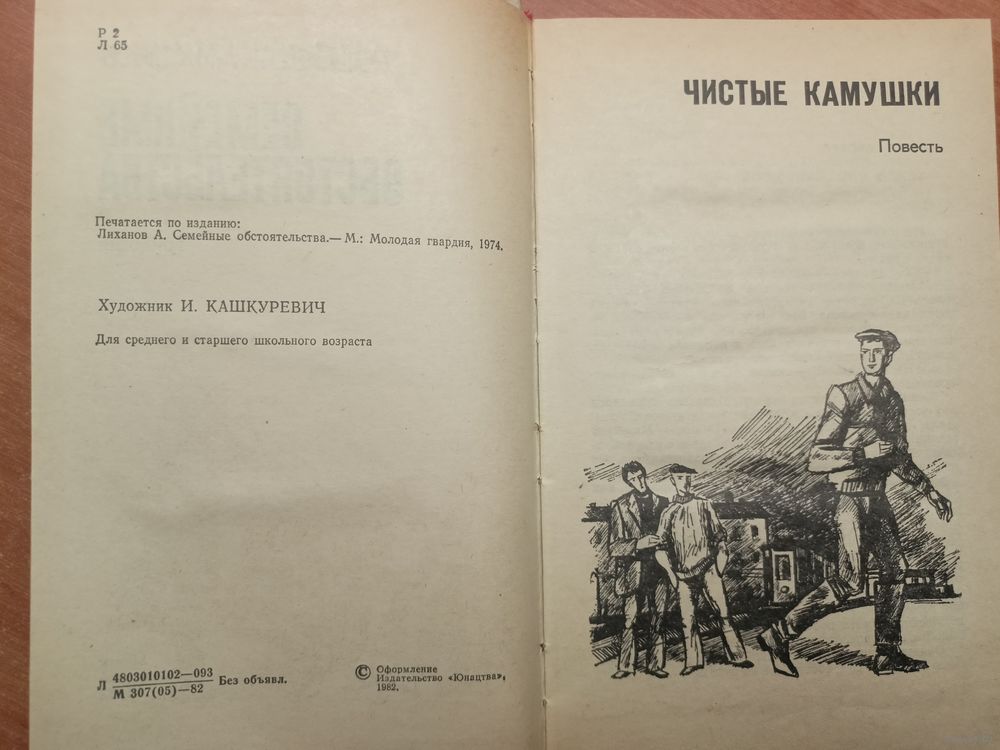 Р 2
Л 65
Печатается по изданию:
Лиханов А. Семейные обстоятельства.— М.: Молодая гвардия, 1974.
Художник И. КАШКУРЕВИЧ
Для среднего и старшего школьного возраста
Л 4803010102—093
М 307(05)—82 Без объявл.
© Оформление
Издательство «Юнацтва»,
1982.
ЧИСТЫЕ КАМУШКИ
Повесть